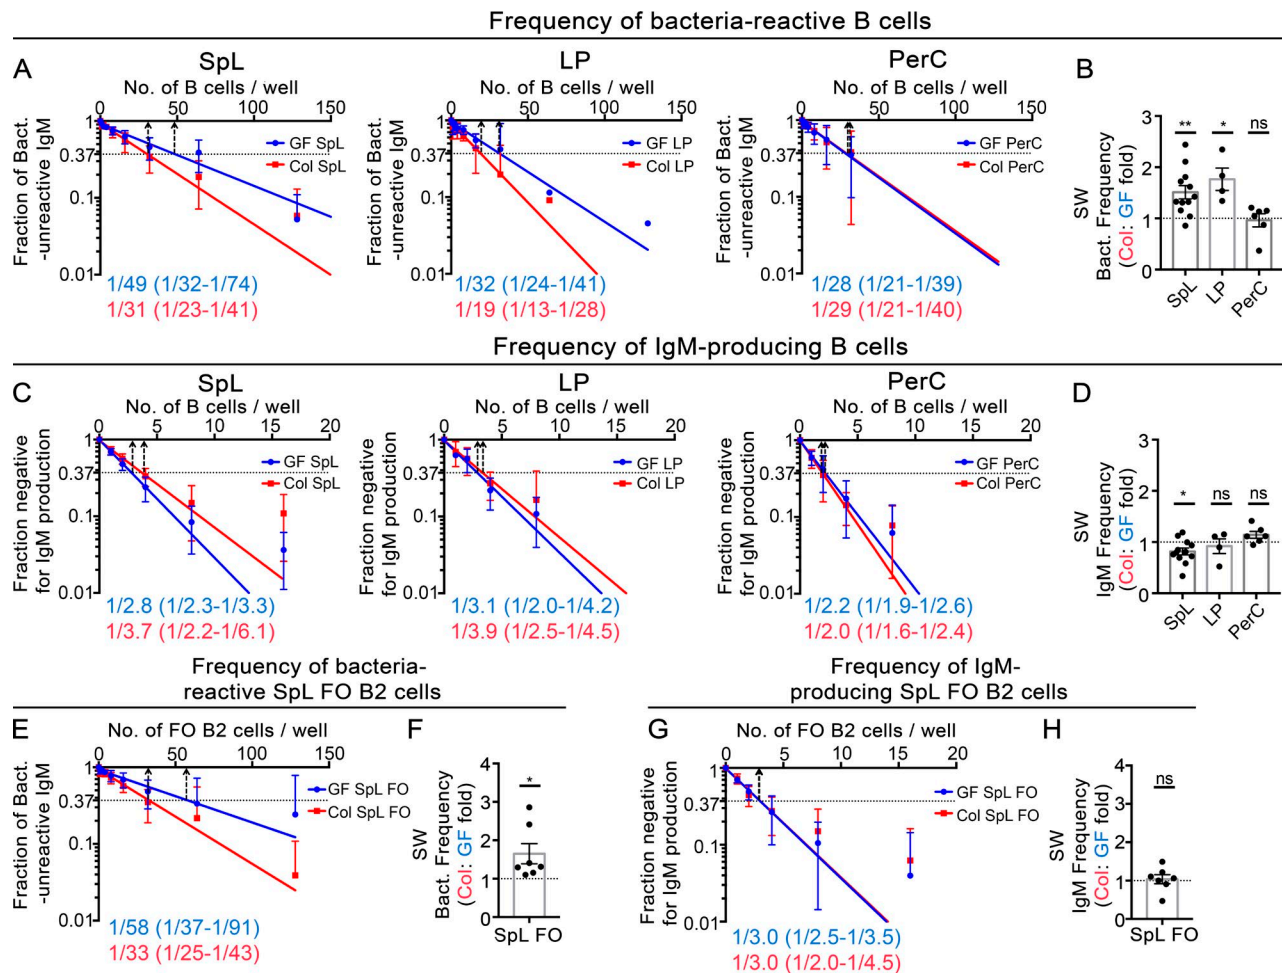 Frequency of bacteria-reactive B cells
A
SpL
No. of B cells / well
0 50 100 150
Fraction of Bact.
-unreactive IgM
1
0.37
0.1
0.01
GF SpL
Col SpL
1/49 (1/32-1/74)
1/31 (1/23-1/41)
LP
No. of B cells / well
0 50 100 150
Fraction of Bact.
-unreactive IgM
1
0.37
0.1
0.01
GF LP
Col LP
1/32 (1/24-1/41)
1/19 (1/13-1/28)
PerC
No. of B cells / well
0 50 100 150
Fraction of Bact.
-unreactive IgM
1
0.37
0.1
0.01
GF PerC
Col PerC
1/28 (1/21-1/39)
1/29 (1/21-1/40)
B
SW
Bact. Frequency
(Col: GF fold)
3
2
1
0
** * ns
SpL LP PerC
Frequency of IgM-producing B cells
C
SpL
No. of B cells / well
0 5 10 15 20
Fraction negative
for IgM production
1
0.37
0.1
0.01
GF SpL
Col SpL
1/2.8 (1/2.3-1/3.3)
1/3.7 (1/2.2-1/6.1)
LP
No. of B cells / well
0 5 10 15 20
Fraction negative
for IgM production
1
0.37
0.1
0.01
GF LP
Col LP
1/3.1 (1/2.0-1/4.2)
1/3.9 (1/2.5-1/4.5)
PerC
No. of B cells / well
0 5 10 15 20
Fraction negative
for IgM production
1
0.37
0.1
0.01
GF PerC
Col PerC
1/2.2 (1/1.9-1/2.6)
1/2.0 (1/1.6-1/2.4)
D
SW
IgM Frequency
(Col: GF fold)
3
2
1
0
* ns ns
SpL LP PerC
Frequency of bacteria-
reactive SpL FO B2 cells
E
No. of FO B2 cells / well
0 50 100 150
Fraction of Bact.
-unreactive IgM
1
0.37
0.1
0.01
GF SpL FO
Col SpL FO
1/58 (1/37-1/91)
1/33 (1/25-1/43)
F
SW
Bact. Frequency
(Col: GF fold)
4
3
2
1
0
*
SpL FO
Frequency of IgM-
producing SpL FO B2 cells
G
No. of FO B2 cells / well
0 5 10 15 20
Fraction negative
for IgM production
1
0.37
0.1
0.01
GF SpL FO
Col SpL FO
1/3.0 (1/2.5-1/3.5)
1/3.0 (1/2.0-1/4.5)
H
SW
IgM Frequency
(Col: GF fold)
4
3
2
1
0
ns
SpL FO